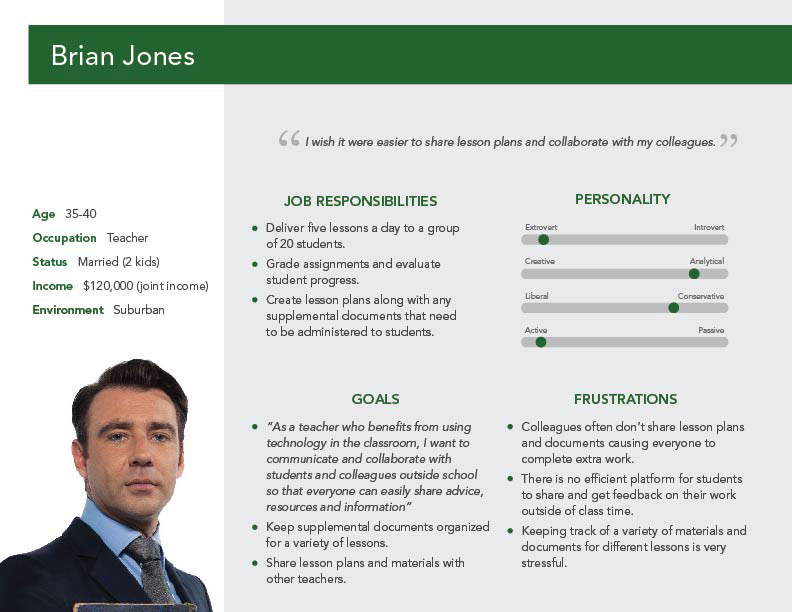 Brian Jones
“ I wish it were easier to share lesson plans and collaborate with my colleagues. ”
Age 35-40
Occupation Teacher
Status Married (2 kids)
Income $120,000 (joint income)
Environment Suburban
JOB RESPONSIBILITIES
• Deliver five lessons a day to a group
of 20 students.
• Grade assignments and evaluate
student progress.
• Create lesson plans along with any
supplemental documents that need
to be administered to students.
PERSONALITY
Extrovert Introvert
Creative Analytical
Liberal Conservative
Active Passive
GOALS
• “As a teacher who benefits from using
technology in the classroom, I want to
communicate and collaborate with
students and colleagues outside school
so that everyone can easily share advice,
resources and information”
• Keep supplemental documents organized
for a variety of lessons.
• Share lesson plans and materials with
other teachers.
FRUSTRATIONS
• Colleagues often don’t share lesson plans
and documents causing everyone to
complete extra work.
• There is no efficient platform for students
to share and get feedback on their work
outside of class time.
• Keeping track of a variety of materials and
documents for different lessons is very
stressful.